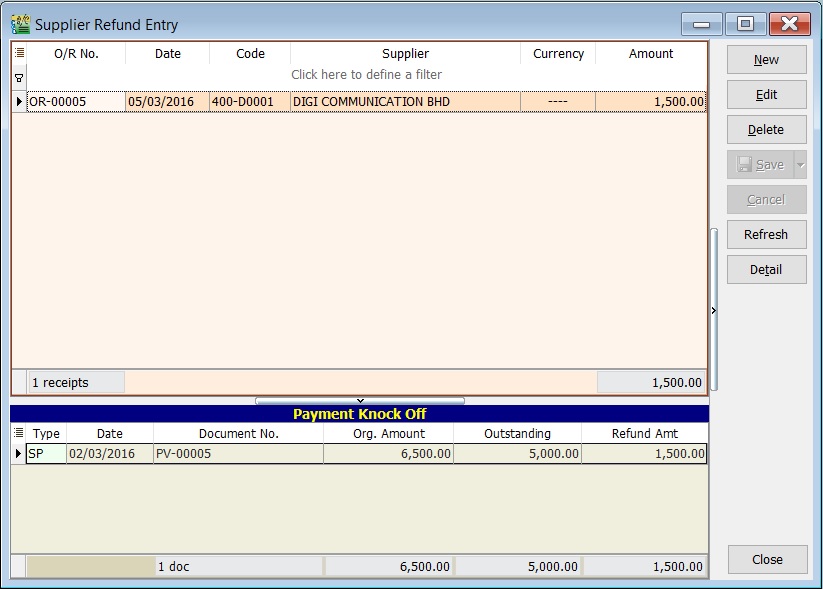 Supplier Refund Entry
O/R No. Date Code Supplier Currency Amount
Click here to define a filter
OR-00005 05/03/2016 400-D0001 DIGI COMMUNICATION BHD ---- 1,500.00
1 receipts 1,500.00
Payment Knock Off
Type Date Document No. Org. Amount Outstanding Refund Amt
SP 02/03/2016 PV-00005 6,500.00 5,000.00 1,500.00
1 doc 6,500.00 5,000.00 1,500.00
New
Edit
Delete
Save
Cancel
Refresh
Detail
Close